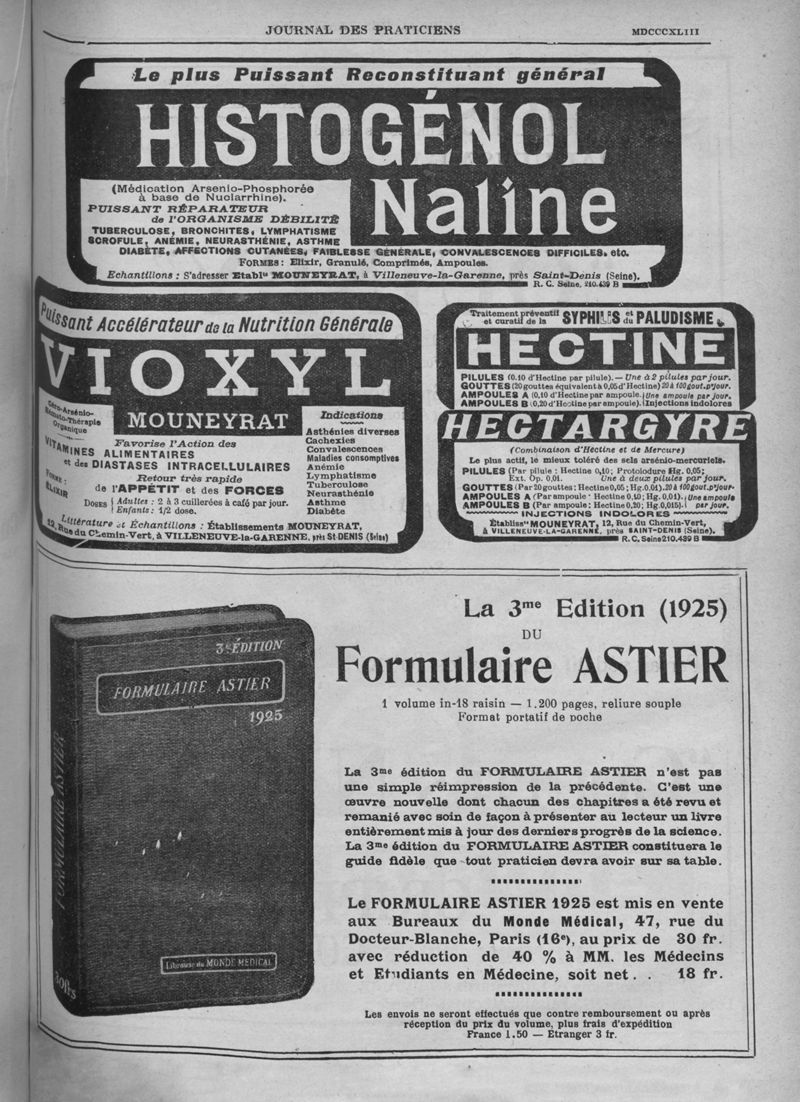 JOURNAL DES PRATICIENS
MDCCCXLIII
Le plus Puissant Reconstituant général
HISTOGÉNOL
Naline
(Médication Arsenio-Phosphorée
à base de Nuclarrhine).
PUISSANT RÉPARATEUR
de l'ORGANISME DÉBILITÉ
TUBERCULOSE, BRONCHITES, LYMPHATISME
SCROFULE, ANÉMIE, NEURASTHÉNIE, ASTHME
DIABÈTE, AFFECTIONS CUTANÉES, FAIBLESSE GÉNÉRALE, CONVALESCENCES DIFFICILES. etc.
FORMES: Elixir, Granulé, Comprimés, Ampoules.
Echantillons : S'adresser Etablts MOUNEYRAT, à Villeneuve-la-Garenne, près Saint-Denis (Seine).
R. C. Seine, 210.439 B
Puissant Accélérateur de la Nutrition Générale
VIOXYL
MOUNEYRAT
Céro-Arsénio-
Hémato-Thérapie
Organique
Favorise l'Action des
VITAMINES ALIMENTAIRES
et des DIASTASES INTRACELLULAIRES
Retour très rapide
de l'APPÉTIT et des FORCES
FORME :
ÉLIXIR
DOSES
Adultes : 2 à 3 cuillerées à café par jour.
Enfants : 1/2 dose.
Indications
Asthénies diverses
Cachexies
Convalescences
Maladies consomptives
Anémie
Lymphatisme
Tuberculose
Neurasthénie
Asthme
Diabète
Littérature et Échantillons : Établissements MOUNEYRAT,
12, Rue du Chemin-Vert, à VILLENEUVE-la-GARENNE, près St-DENIS (Seine)
Traitement préventif
et curatif de la SYPHILIS et du PALUDISME
HECTINE
PILULES (0.10 d'Hectine par pilule). — Une à 2 pilules par jour.
GOUTTES (20 gouttes équivalent à 0,05 d'Hectine) 20 à 100 gout. p' jour.
AMPOULES A (0,10 d'Hectine par ampoule. Une ampoule par jour.
AMPOULES B (0,20 d'Hectine par ampoule). Injections indolores
HECTARGYRE
(Combinaison d'Hectine et de Mercure)
Le plus actif, le mieux toléré des sels arsénio-mercuriels.
PILULES (Par pilule : Hectine 0,10; Protoiodure Hg. 0,05;
Ext. Op. 0,01. Une à deux pilules par jour.
GOUTTES (Par 20 gouttes: Hectine 0,05; Hg. 0.01). 20 à 100 gout. p' jour
AMPOULES A (Par ampoule : Hectine 0,10; Hg. 0,01). Une ampoule
AMPOULES B (Par ampoule: Hectine 0,20; Hg. 0,015). par jour.
INJECTIONS INDOLORES
Établiss ts MOUNEYRAT, 12, Rue du Chemin-Vert,
à VILLENEUVE-LA-GARENNE, près SAINT-DENIS (Seine).
R. C. Seine 210.439 B
3e ÉDITION
FORMULAIRE ASTIER
1925
FORMULAIRE ASTIER
30frs
Librairie du MONDE MEDICAL
La 3me Edition (1925)
DU
Formulaire ASTIER
1 volume in-18 raisin — 1.200 pages, reliure souple
Format portatif de poche
La 3me édition du FORMULAIRE ASTIER n'est pas
une simple réimpression de la précédente. C'est une
œuvre nouvelle dont chacun des chapitres a été revu et
remanié avec soin de façon à présenter au lecteur un livre
entièrement mis à jour des derniers progrès de la science.
La 3me édition du FORMULAIRE ASTIER constituera le
guide fidèle que tout praticien devra avoir sur sa table.
Le FORMULAIRE ASTIER 1925 est mis en vente
aux Bureaux du Monde Médical, 47, rue du
Docteur-Blanche, Paris (16e), au prix de 30 fr.
avec réduction de 40 % à MM. les Médecins
et Etudiants en Médecine, soit net . . 18 fr.
Les envois ne seront effectués que contre remboursement ou après
réception du prix du volume, plus frais d'expédition
France 1.50 — Etranger 3 fr.